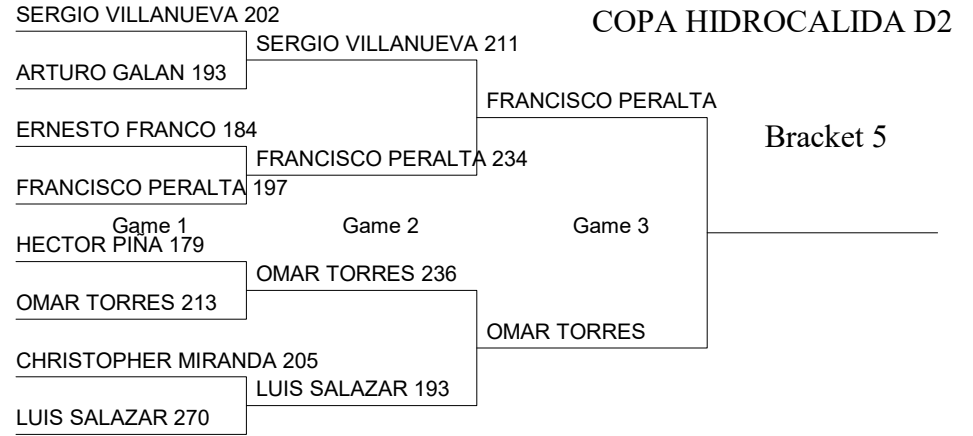 SERGIO VILLANUEVA 202
COPA HIDROCALIDA D2
SERGIO VILLANUEVA 211
ARTURO GALAN 193
FRANCISCO PERALTA
ERNESTO FRANCO 184
Bracket 5
FRANCISCO PERALTA 234
FRANCISCO PERALTA 197
Game 1
Game 2
Game 3
HECTOR PIÑA 179
OMAR TORRES 236
OMAR TORRES 213
OMAR TORRES
CHRISTOPHER MIRANDA 205
LUIS SALAZAR 193
LUIS SALAZAR 270